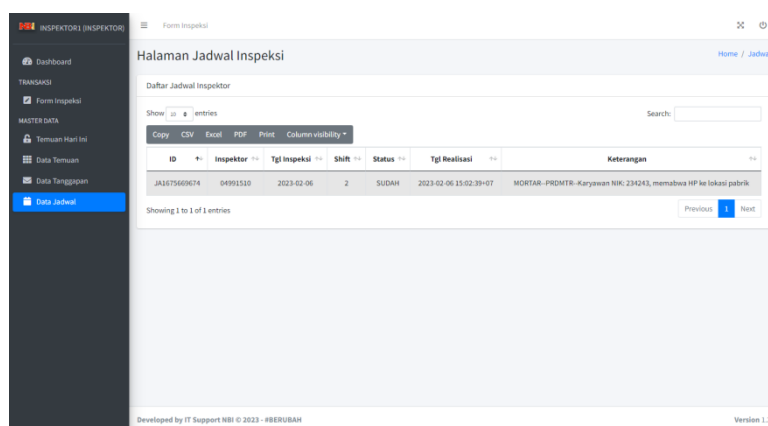 NBI INSPEKTOR1 (INSPEKTOR)
Form Inspeksi
Dashboard
TRANSAKSI
Form Inspeksi
MASTER DATA
Temuan Hari Ini
Data Temuan
Data Tanggapan
Data Jadwal
Halaman Jadwal Inspeksi
Home / Jadwa
Daftar Jadwal Inspektor
Show 10 entries
Search:
Copy CSV Excel PDF Print Column visibility
ID Inspektor Tgl Inspeksi Shift Status Tgl Realisasi Keterangan
JA1675669674 04991510 2023-02-06 2 SUDAH 2023-02-06 15:02:39+07 MORTAR--PRDMTR--Karyawan NIK: 234243, memabwa HP ke lokasi pabrik
Showing 1 to 1 of 1 entries
Previous 1 Next
Developed by IT Support NBI © 2023 - #BERUBAH
Version 1.